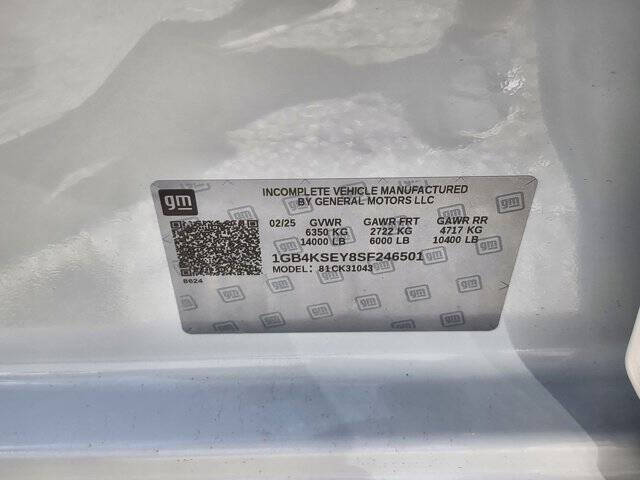 gm
INCOMPLETE VEHICLE MANUFACTURED
BY GENERAL MOTORS LLC
02/25 GVWR GAWR FRT GAWR RR
6350 KG 2722 KG 4717 KG
14000 LB 6000 LB 10400 LB
1GB4KSEY8SF246501
MODEL: 81CK31043
8624